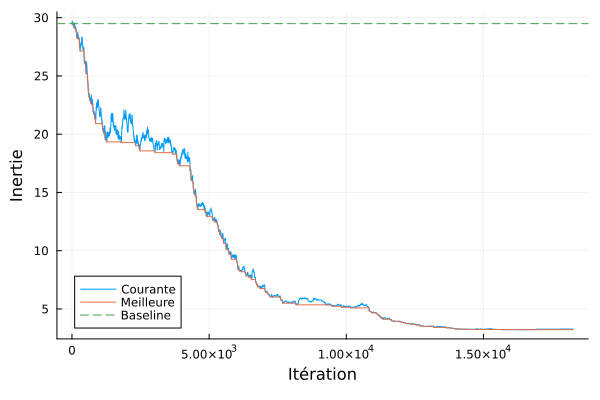 30
25
20
15
10
5
Inertie
Courante
Meilleure
Baseline
0
5.00×10³
1.00×10⁴
1.50×10⁴
Itération